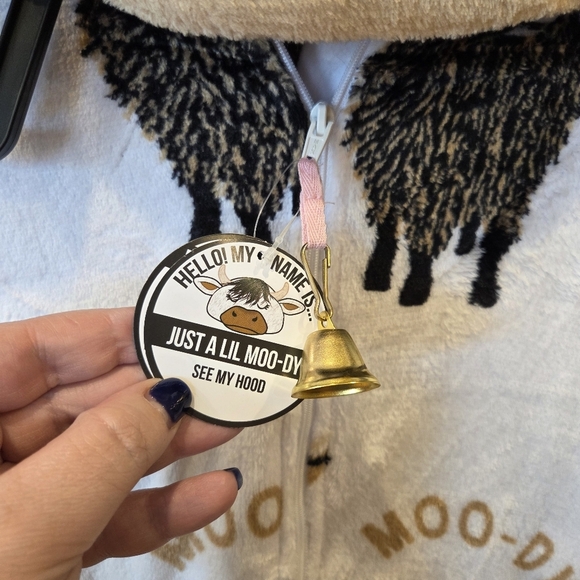 HELLO! MY NAME IS...
JUST A LIL MOO-DY
SEE MY HOOD
MOO-D